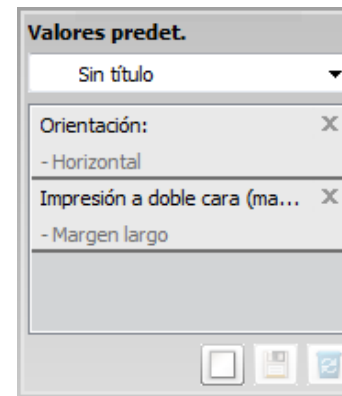 Valores predet.
Sin título
Orientación:
- Horizontal
Impresión a doble cara (ma...
- Margen largo